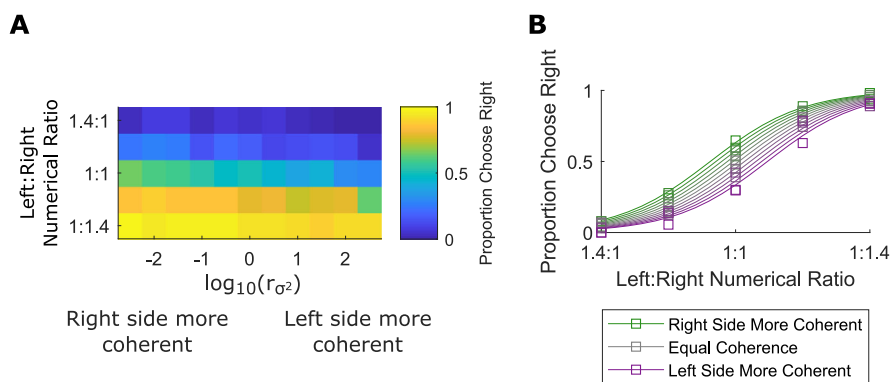 A
B
Left:Right
Numerical Ratio
1.4:1
1:1
1:1.4
-2
-1
0
1
2
log10(rσ2)
Right side more
coherent
Left side more
coherent
1
0.5
0
Proportion Choose Right
Proportion Choose Right
1
0.5
0
1.4:1
1:1
1:1.4
Left:Right Numerical Ratio
Right Side More Coherent
Equal Coherence
Left Side More Coherent